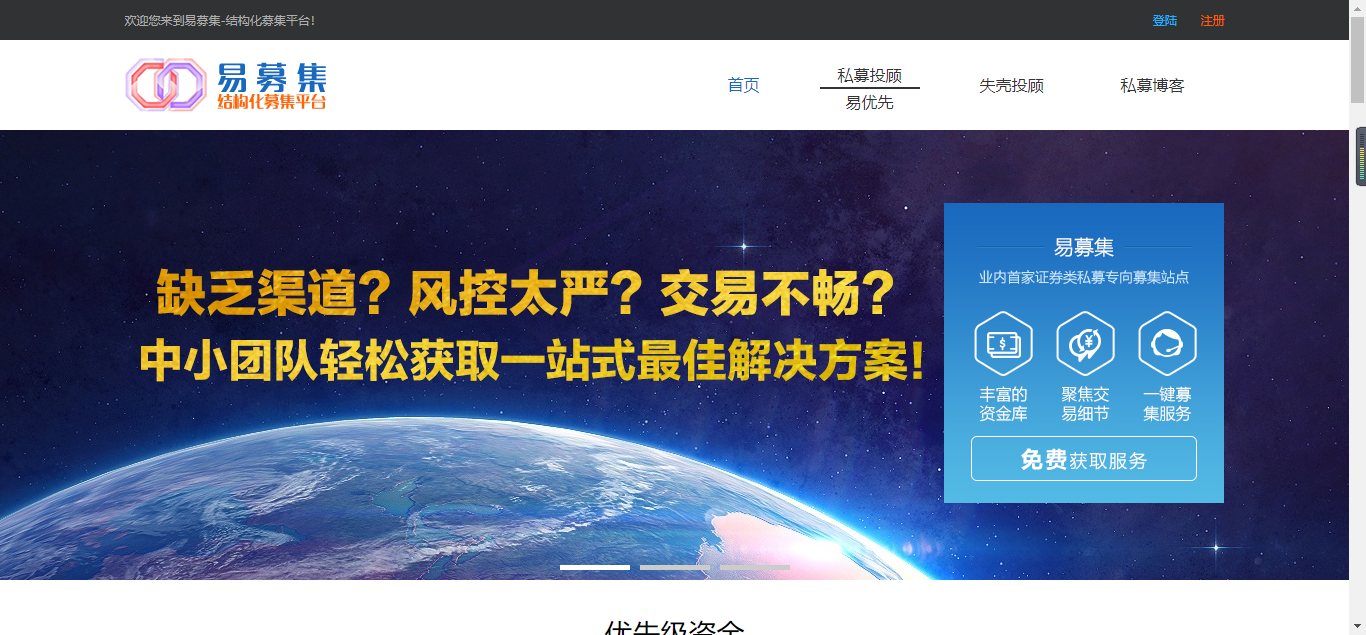 欢迎您来到易募集-结构化募集平台!
登陆
注册
易募集
结构化募集平台
首页
私募投顾
易优先
失壳投顾
私募博客
缺乏渠道？风控太严？交易不畅？
中小团队轻松获取一站式最佳解决方案!
易募集
业内首家证券类私募专向募集站点
丰富的
资金库
聚焦交
易细节
一键募
集服务
免费获取服务
优先级资金